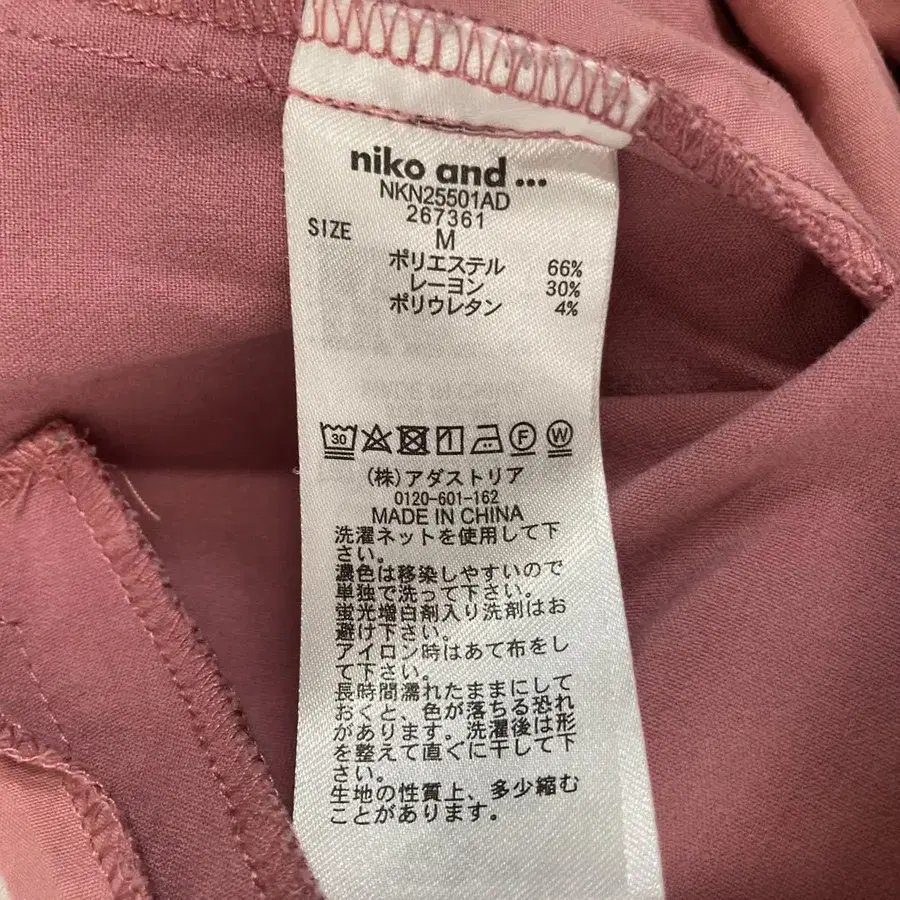 niko and ...
NKN25501AD
267361
SIZE M
ポリエステル 66%
レーヨン 30%
ポリウレタン 4%
30 F W
(株)アダストリア
0120-601-162
MADE IN CHINA
洗濯ネットを使用して下
さい。
濃色は移染しやすいので
単独で洗って下さい。
蛍光増白剤入り洗剤はお
避け下さい。
アイロン時はあて布をし
て下さい。
長時間濡れたままにして
おくと、色が落ちる恐れ
があります。洗濯後は形
を整えて直ぐに干して下
さい。
生地の性質上、多少縮む
ことがあります。